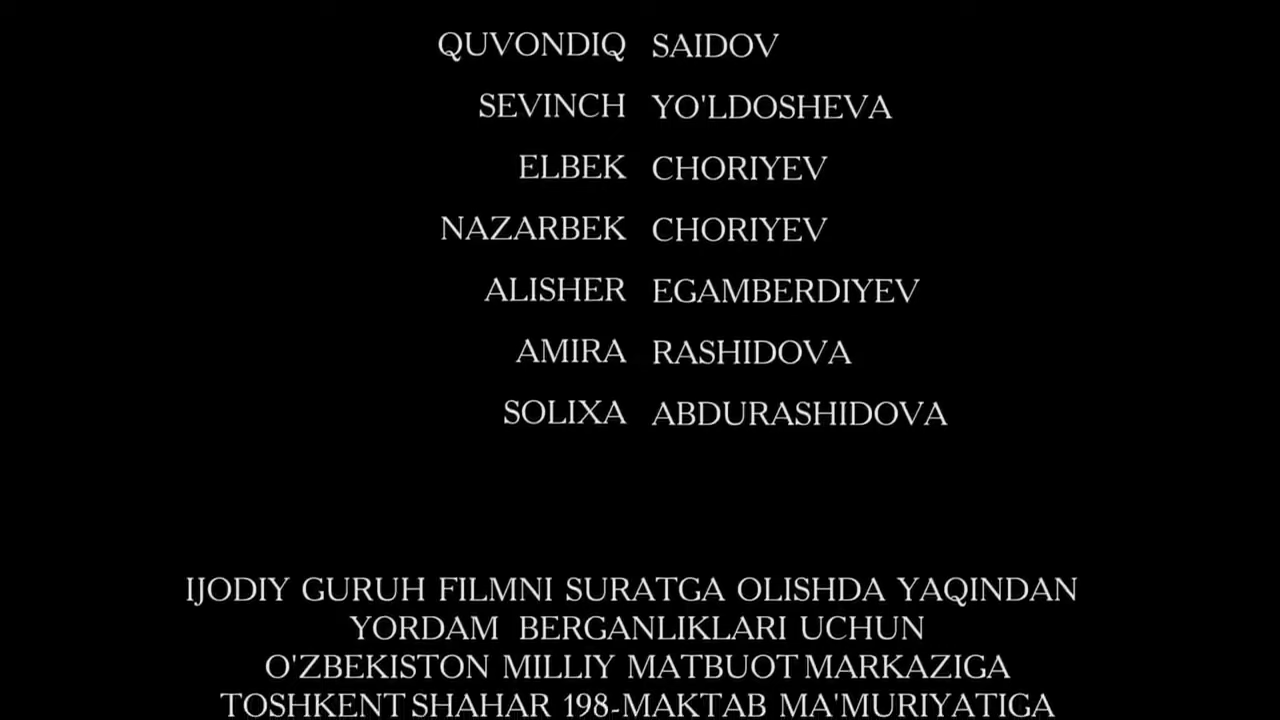 QUVONDIQ SAIDOV
SEVINCH YO'LDOSHEVA
ELBEK CHORIYEV
NAZARBEK CHORIYEV
ALISHER EGAMBERDIYEV
AMIRA RASHIDOVA
SOLIXA ABDURASHIDOVA
IJODIY GURUH FILMNI SURATGA OLISHDA YAQINDAN
YORDAM BERGANLIKLARI UCHUN
O'ZBEKISTON MILLIY MATBUOT MARKAZIGA
TOSHKENT SHAHAR 198-MAKTAB MA'MURIYATIGA